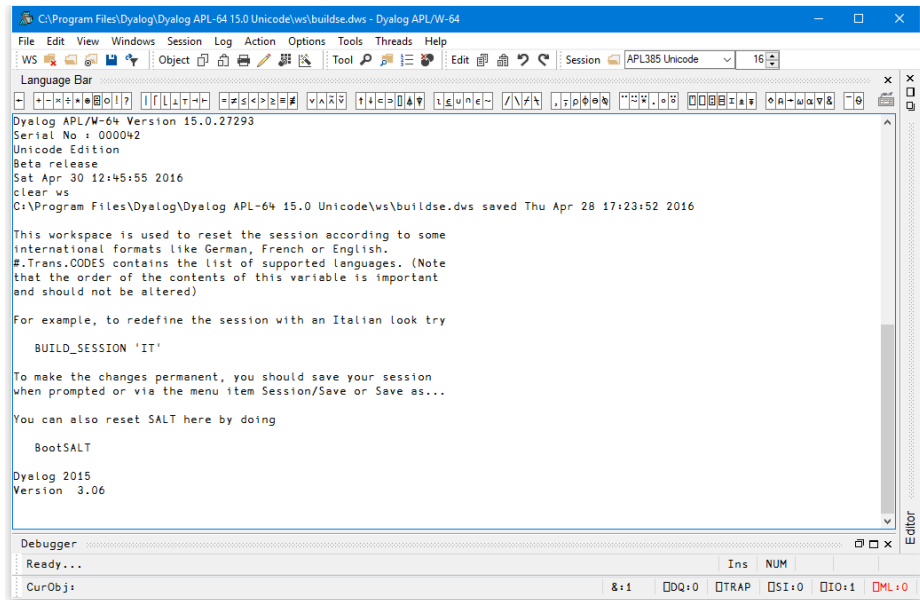 C:\Program Files\Dyalog\Dyalog APL-64 15.0 Unicode\ws\buildse.dws - Dyalog APL/W-64
File Edit View Windows Session Log Action Options Tools Threads Help
WS Object Tool Edit Session APL385 Unicode 16
Language Bar
← + - × ÷ * ⍟ ⌹ ○ ! ? | ⌈ ⌊ ⊥ ⊤ ⊣ ⊢ = ≠ ≤ < > ≥ ≡ ≢ ∨ ∧ ⍲ ⍱ ↑ ↓ ⊂ ⊃ ⌷ ⍋ ⍒ ⍳ ⍷ ∪ ∩ ∊ ~ / \ ⌿ ⍀ , ⍪ ⍴ ⌽ ⊖ ⍉ ¨ ⍨ ⍣ . ∘ ⍤ ⍞ ⎕ ⍠ ⌸ ⌶ ⍎ ⍕ ⋄ ⍝ → ⍵ ⍺ ∇ & ¯ ⍬
Dyalog APL/W-64 Version 15.0.27293
Serial No : 000042
Unicode Edition
Beta release
Sat Apr 30 12:45:55 2016
clear ws
C:\Program Files\Dyalog\Dyalog APL-64 15.0 Unicode\ws\buildse.dws saved Thu Apr 28 17:23:52 2016
This workspace is used to reset the session according to some
international formats like German, French or English.
#.Trans.CODES contains the list of supported languages. (Note
that the order of the contents of this variable is important
and should not be altered)
For example, to redefine the session with an Italian look try
BUILD_SESSION 'IT'
To make the changes permanent, you should save your session
when prompted or via the menu item Session/Save or Save as...
You can also reset SALT here by doing
BootSALT
Dyalog 2015
Version 3.06
Editor
Debugger
Ready... Ins NUM
CurObj: &:1 ⎕DQ:0 ⎕TRAP ⎕SI:0 ⎕IO:1 ⎕ML:0